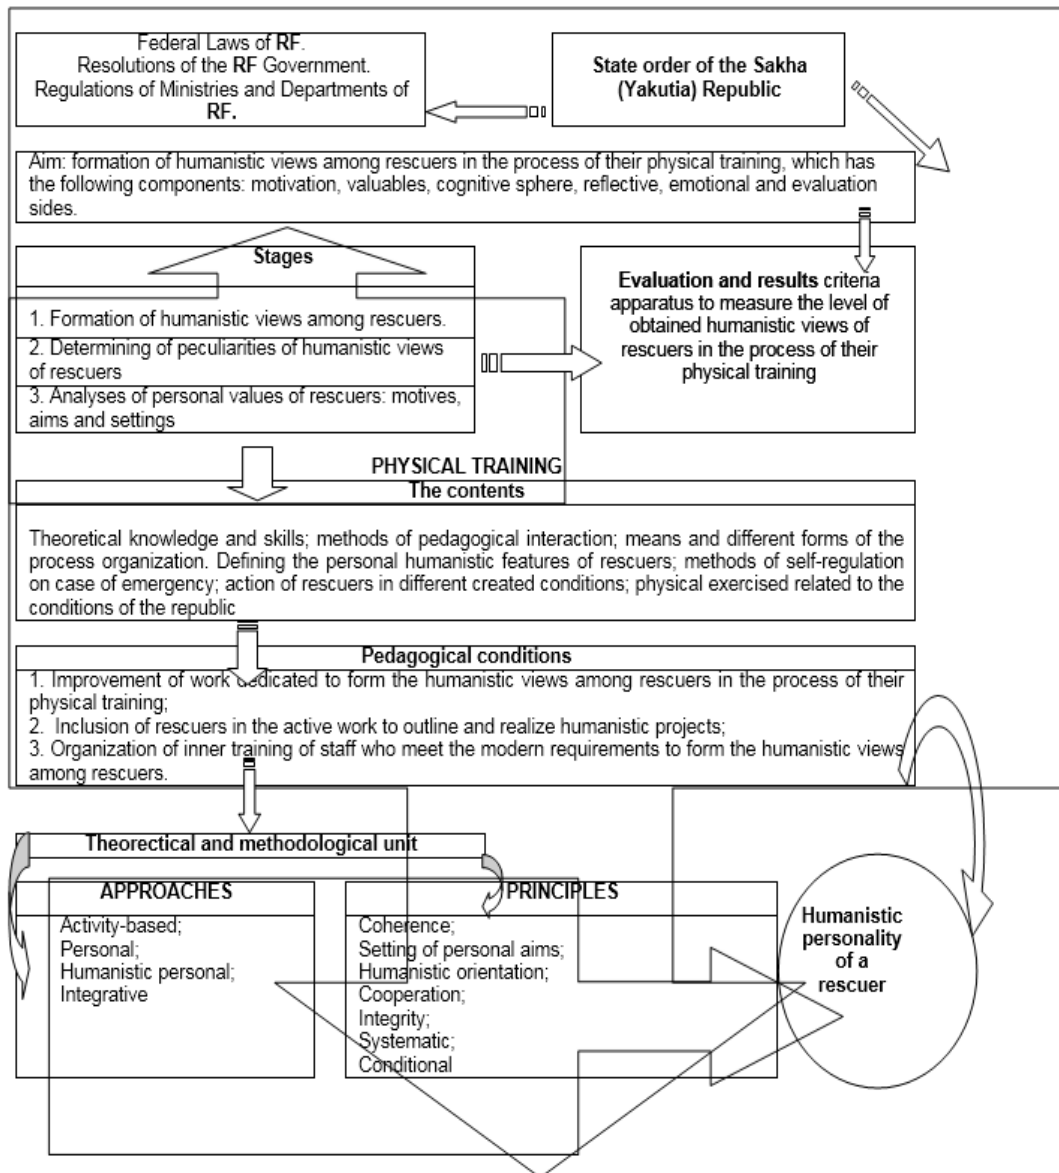 Federal Laws of RF.
Resolutions of the RF Government.
Regulations of Ministries and Departments of
RF.
State order of the Sakha
(Yakutia) Republic
Aim: formation of humanistic views among rescuers in the process of their physical training, which has
the following components: motivation, valuables, cognitive sphere, reflective, emotional and evaluation
sides.
Stages
1. Formation of humanistic views among rescuers.
2. Determining of peculiarities of humanistic views
of rescuers
3. Analyses of personal values of rescuers: motives,
aims and settings
Evaluation and results criteria
apparatus to measure the level of
obtained humanistic views of
rescuers in the process of their
physical training
PHYSICAL TRAINING
The contents
Theoretical knowledge and skills; methods of pedagogical interaction; means and different forms of the
process organization. Defining the personal humanistic features of rescuers; methods of self-regulation
on case of emergency; action of rescuers in different created conditions; physical exercised related to the
conditions of the republic
Pedagogical conditions
1. Improvement of work dedicated to form the humanistic views among rescuers in the process of their
physical training;
2. Inclusion of rescuers in the active work to outline and realize humanistic projects;
3. Organization of inner training of staff who meet the modern requirements to form the humanistic views
among rescuers.
Theorectical and methodological unit
APPROACHES
Activity-based;
Personal;
Humanistic personal;
Integrative
PRINCIPLES
Coherence;
Setting of personal aims;
Humanistic orientation;
Cooperation;
Integrity;
Systematic;
Conditional
Humanistic
personality
of a
rescuer